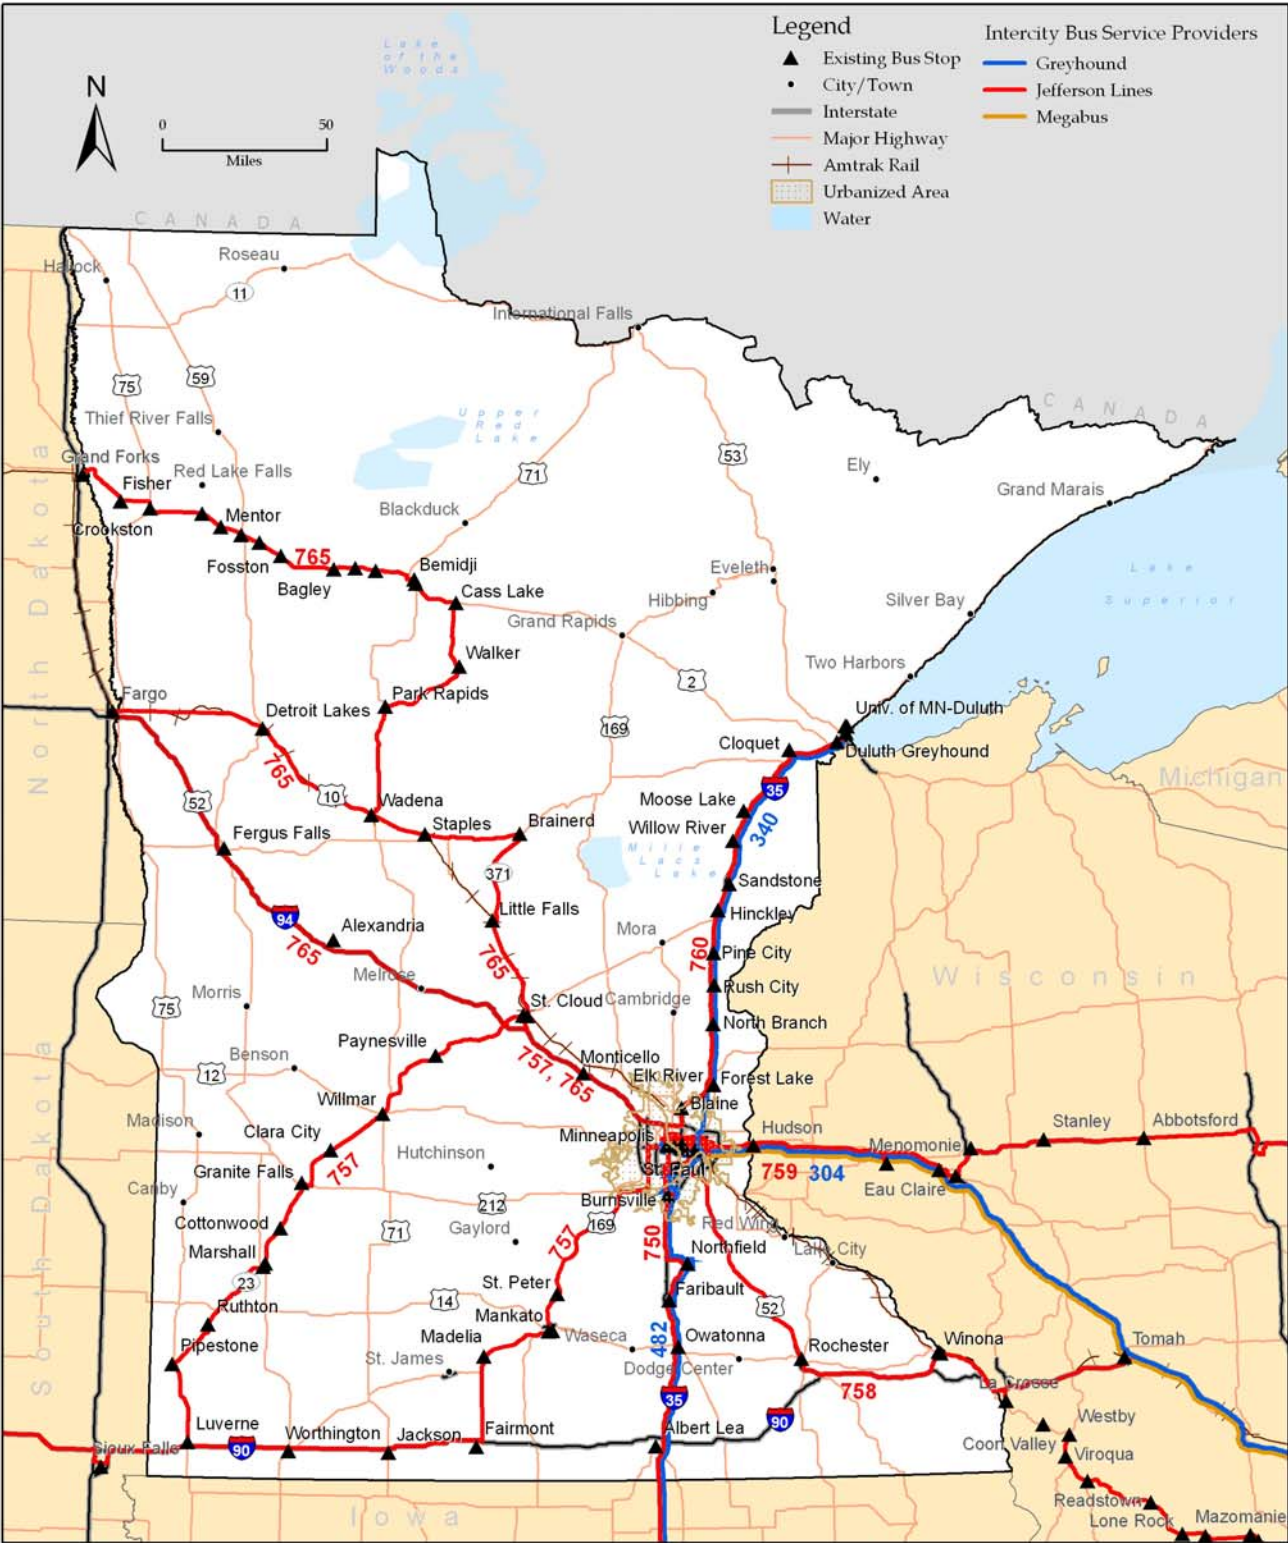 Legend
Existing Bus Stop
City/Town
Interstate
Major Highway
Amtrak Rail
Urbanized Area
Water
Intercity Bus Service Providers
Greyhound
Jefferson Lines
Megabus
N
0 50
Miles
Lake
of the
Woods
CANADA
Roseau
Hallock
11
International Falls
75
59
CANADA
Thief River Falls
Upper
Red
Lake
53
Grand Forks
Fisher
Red Lake Falls
71
Ely
Grand Marais
Blackduck
Crookston
Mentor
Fosston
765
Bagley
Bemidji
Cass Lake
Eveleth
Hibbing
Silver Bay
Lake
Superior
Grand Rapids
North Dakota
Walker
Two Harbors
2
Fargo
Park Rapids
Detroit Lakes
169
Univ. of MN-Duluth
Cloquet
Duluth Greyhound
Michigan
765
52
10
Wadena
35
Moose Lake
340
Fergus Falls
Staples
Brainerd
Willow River
Mille
Lacs
Lake
371
Sandstone
94
Alexandria
Little Falls
Hinckley
765
Mora
760
Pine City
765
Melrose
Wisconsin
Morris
75
St. Cloud
Cambridge
Rush City
North Branch
Paynesville
Benson
12
757, 765
Monticello
Elk River
Forest Lake
Willmar
Blaine
Madison
Clara City
Minneapolis
Hudson
Stanley
Abbotsford
Menomonie
Hutchinson
St. Paul
759
304
Granite Falls
757
Eau Claire
Canby
Burnsville
212
South Dakota
Cottonwood
71
Gaylord
169
Red Wing
Lake City
Marshall
757
750
Northfield
23
St. Peter
Faribault
52
Ruthton
14
Mankato
Waseca
482
Owatonna
Rochester
Winona
Tomah
Pipestone
Madelia
St. James
Dodge Center
758
La Crosse
35
Luverne
Worthington
Jackson
Fairmont
Albert Lea
90
Westby
Sioux Falls
90
Coon Valley
Viroqua
Readstown
Lone Rock
Mazomanie
Iowa